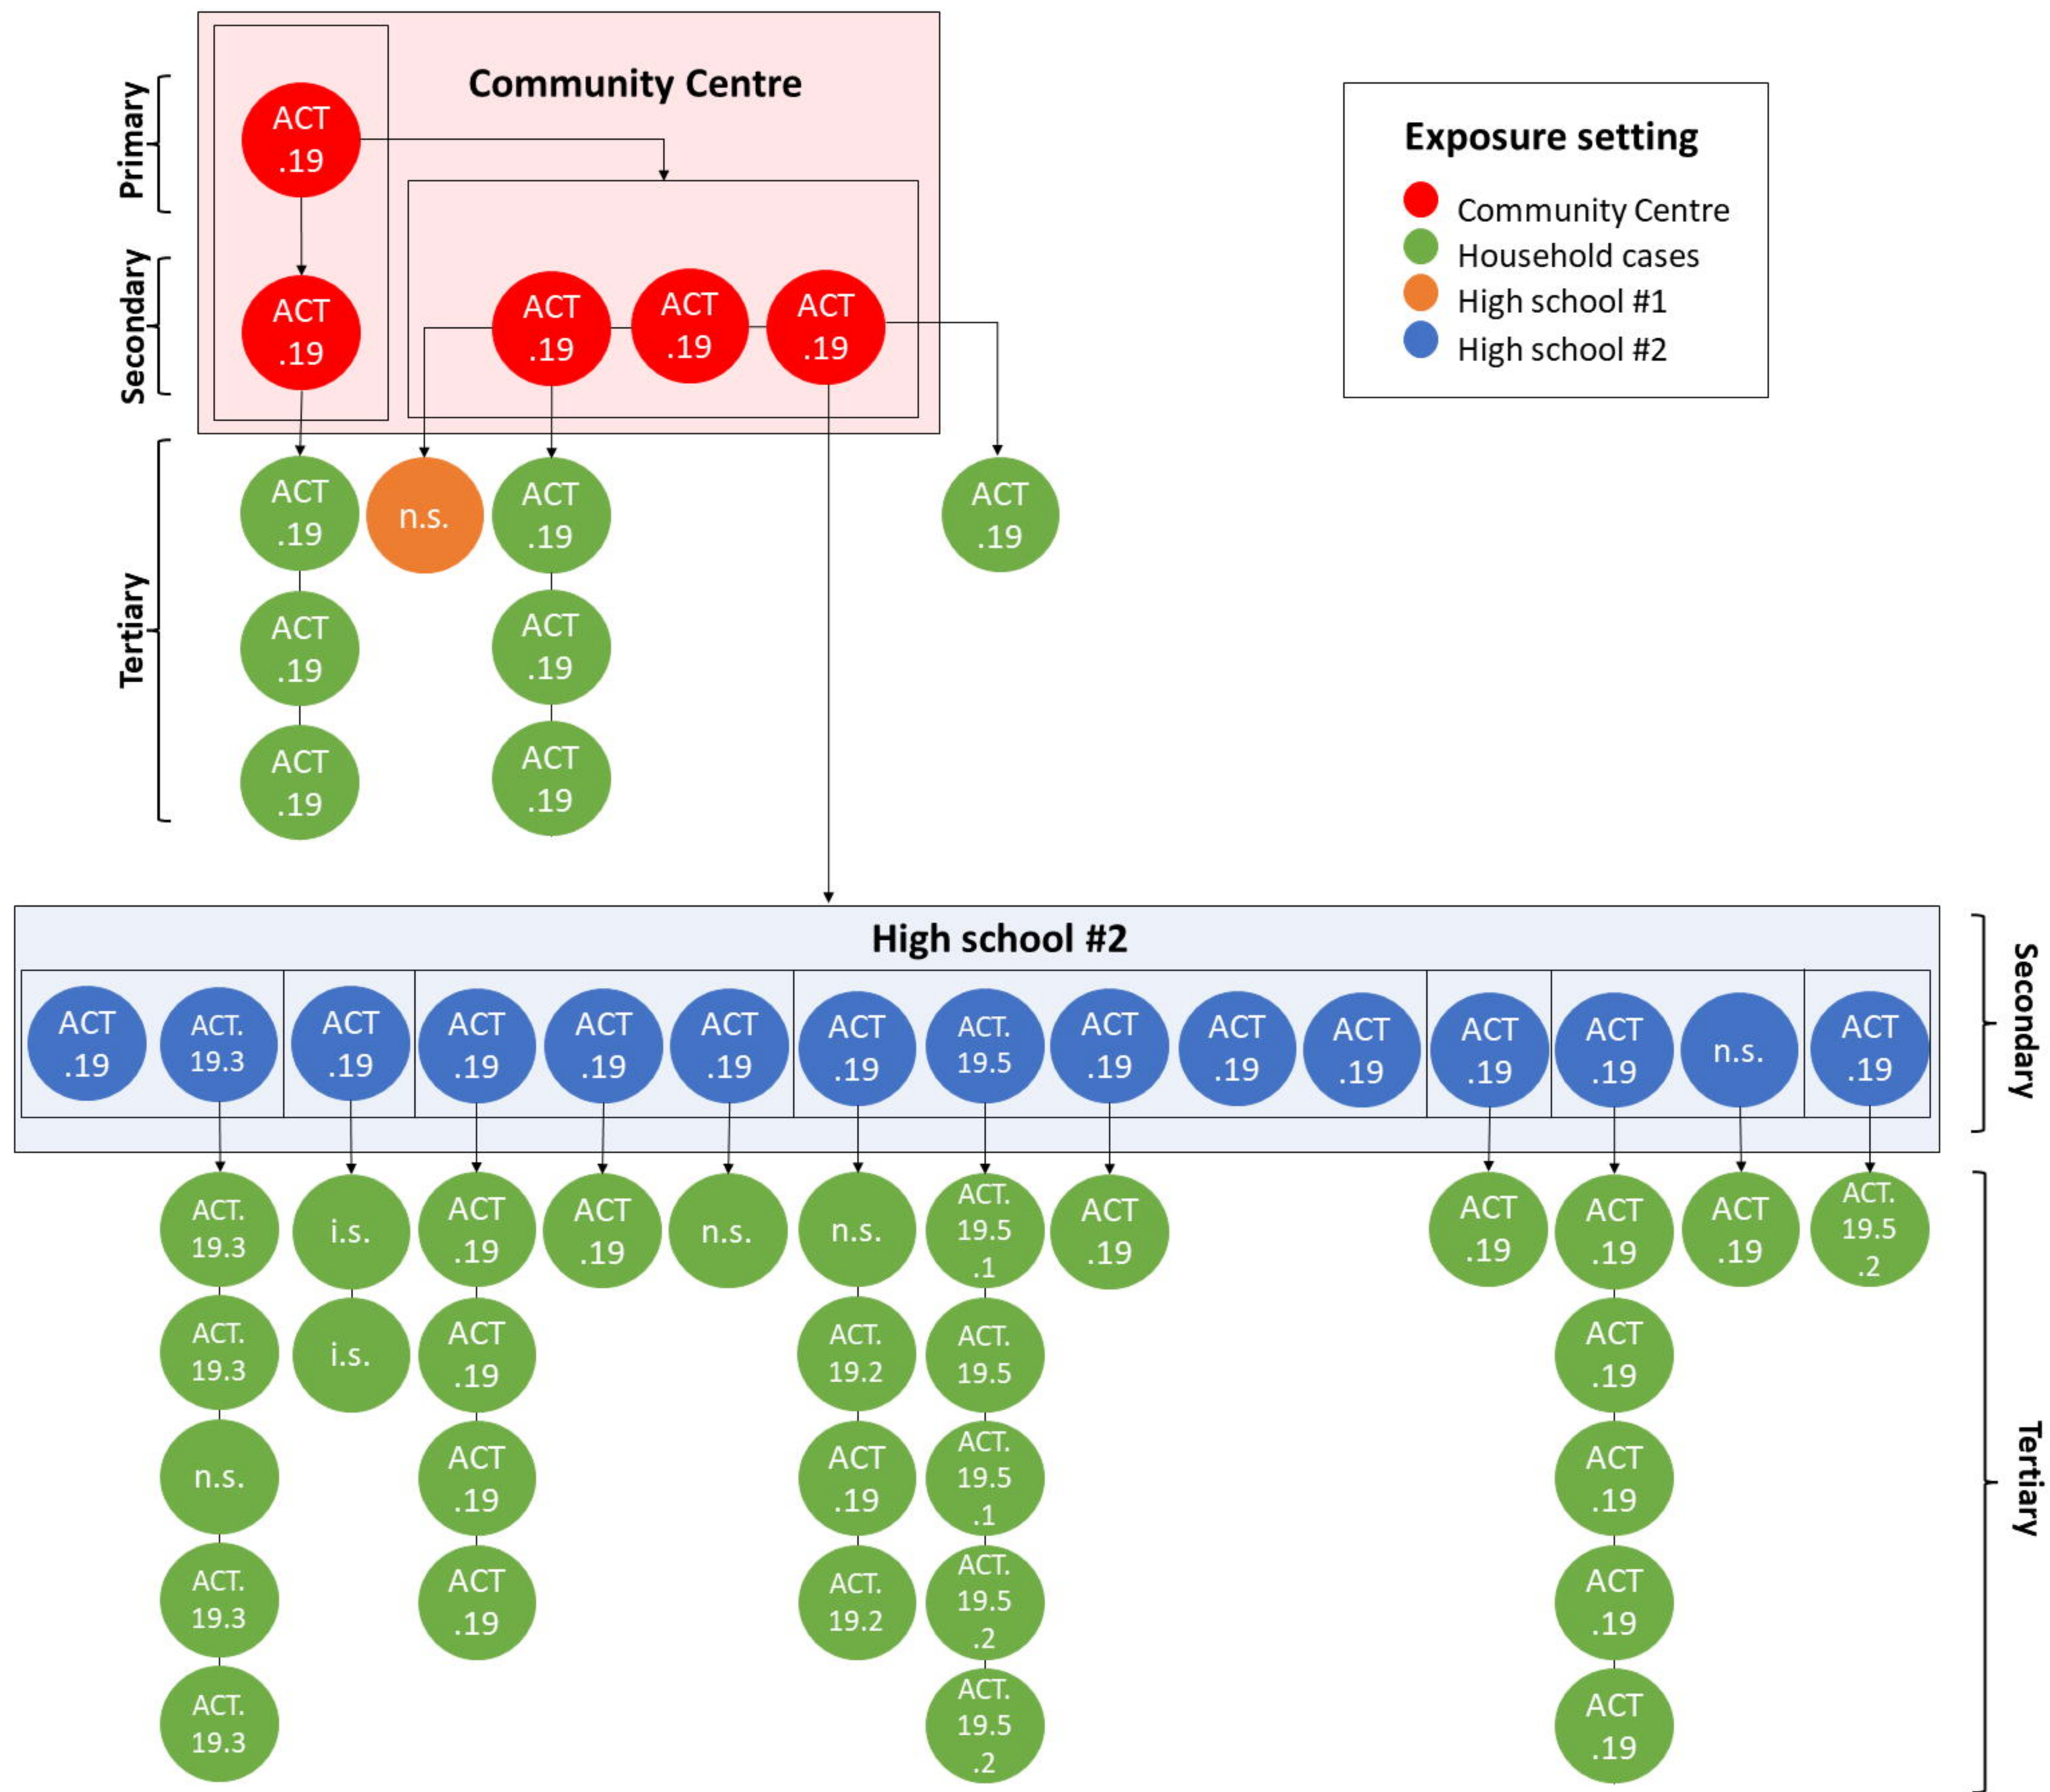 Community Centre
Primary
ACT
.19
Secondary
ACT
.19
ACT
.19
ACT
.19
ACT
.19
Exposure setting
Community Centre
Household cases
High school #1
High school #2
Tertiary
ACT
.19
n.s.
ACT
.19
ACT
.19
ACT
.19
ACT
.19
ACT
.19
ACT
.19
High school #2
Secondary
ACT
.19
ACT.
19.3
ACT
.19
ACT
.19
ACT
.19
ACT
.19
ACT
.19
ACT.
19.5
ACT
.19
ACT
.19
ACT
.19
ACT
.19
ACT
.19
n.s.
ACT
.19
Tertiary
ACT.
19.3
i.s.
ACT
.19
ACT
.19
n.s.
n.s.
ACT.
19.5
.1
ACT
.19
ACT
.19
ACT
.19
ACT
.19
ACT.
19.5
.2
ACT.
19.3
i.s.
ACT
.19
ACT.
19.2
ACT.
19.5
ACT
.19
n.s.
ACT
.19
ACT
.19
ACT.
19.5
.1
ACT
.19
ACT.
19.3
ACT
.19
ACT.
19.2
ACT.
19.5
.2
ACT
.19
ACT.
19.3
ACT.
19.5
.2
ACT
.19